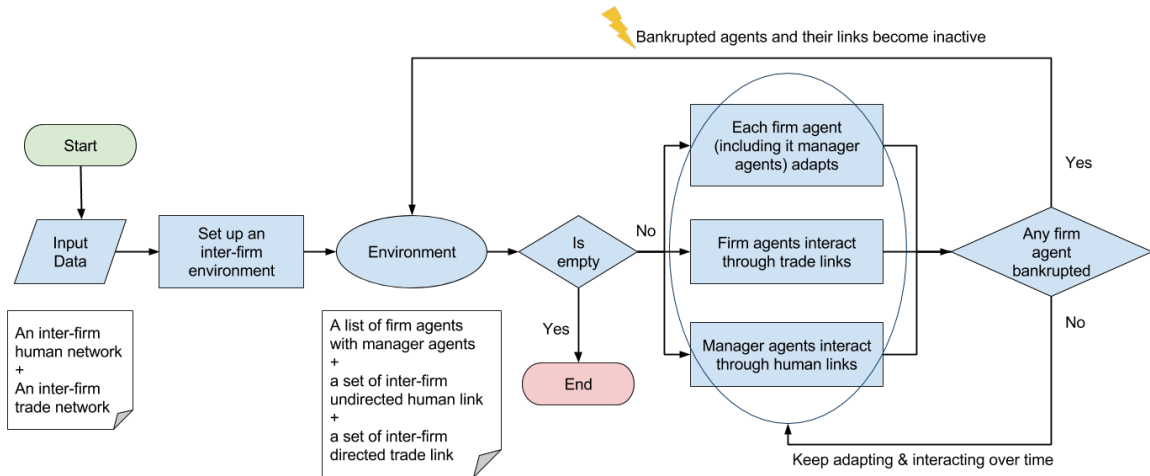 Bankrupted agents and their links become inactive
Start
Input
Data
Set up an
inter-firm
environment
Environment
Is
empty
No
Yes
End
Each firm agent
(including it manager
agents) adapts
Firm agents interact
through trade links
Manager agents interact
through human links
Any firm
agent
bankrupted
Yes
No
Keep adapting & interacting over time
An inter-firm
human network
+
An inter-firm
trade network
A list of firm agents
with manager agents
+
a set of inter-firm
undirected human link
+
a set of inter-firm
directed trade link